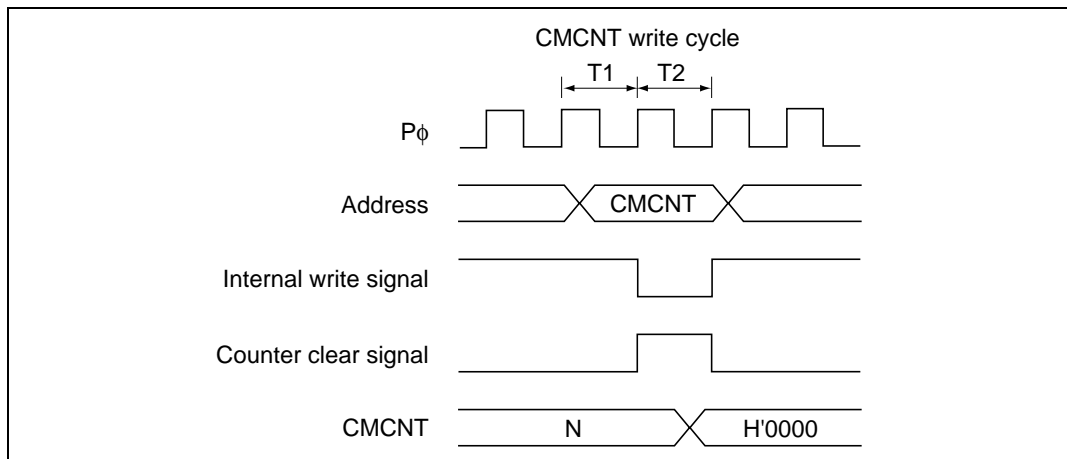 CMCNT write cycle
T1 T2
Pϕ
Address CMCNT
Internal write signal
Counter clear signal
CMCNT N H'0000